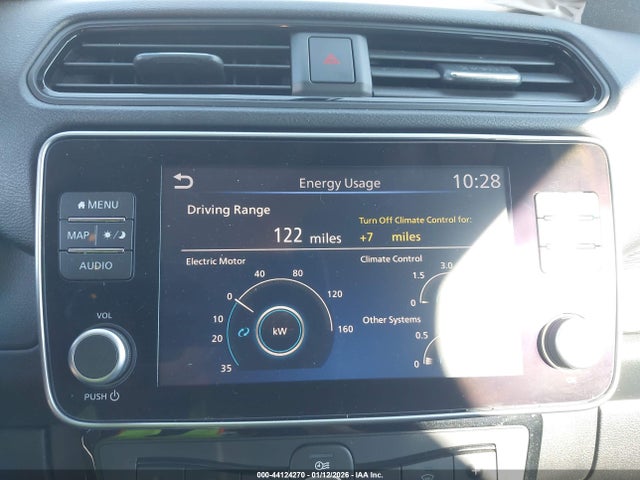 Energy Usage
10:28
MENU
MAP
AUDIO
VOL
PUSH
Driving Range
122 miles
Turn Off Climate Control for:
+7 miles
Electric Motor
0
40
80
120
160
10
20
35
kW
Climate Control
3.0
1.5
0
Other Systems
0.5
0
000-44124270 - 01/12/2026 - IAA Inc.